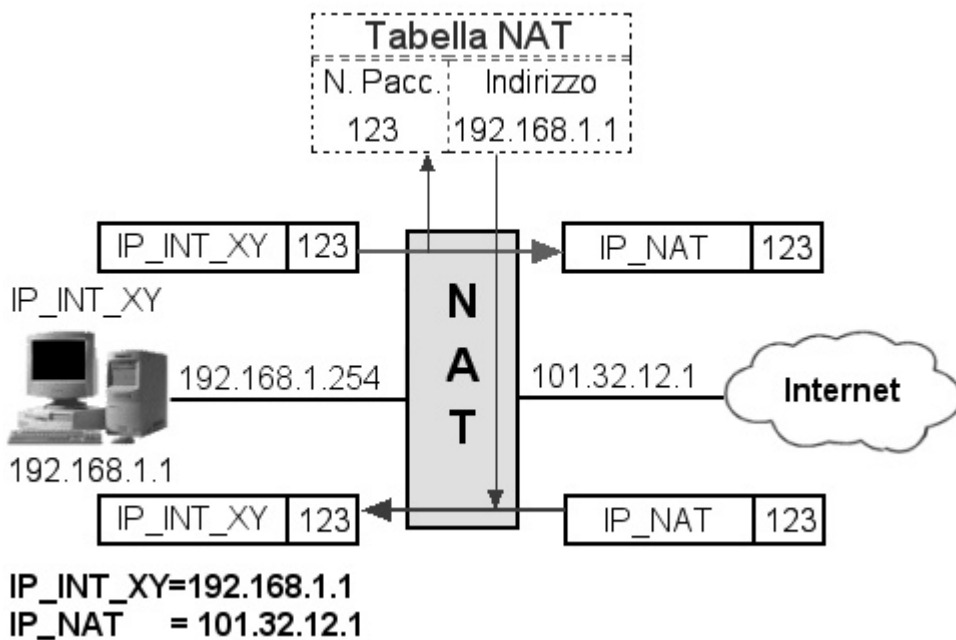 Tabella NAT
N. Pacc. Indirizzo
123 192.168.1.1
IP_INT_XY 123
IP_NAT 123
IP_INT_XY
192.168.1.254
NAT
101.32.12.1
Internet
192.168.1.1
IP_INT_XY 123
IP_NAT 123
IP_INT_XY=192.168.1.1
IP_NAT = 101.32.12.1